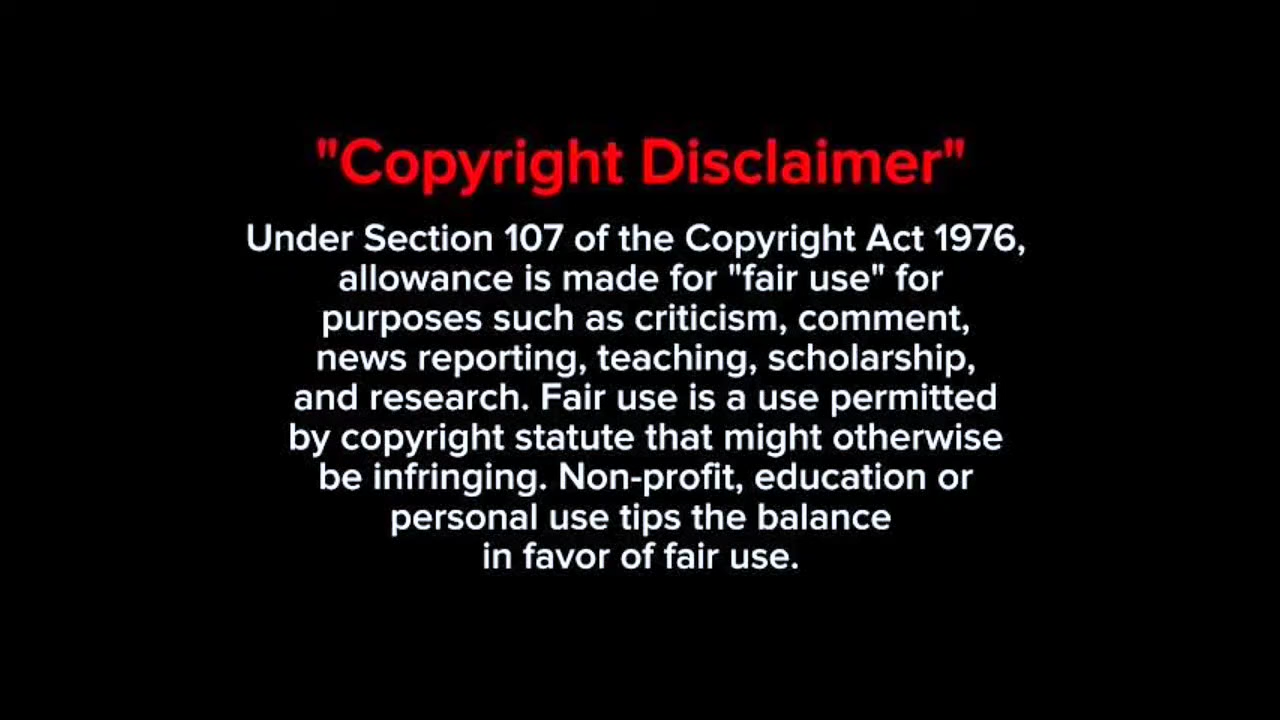 "Copyright Disclaimer"
Under Section 107 of the Copyright Act 1976,
allowance is made for "fair use" for
purposes such as criticism, comment,
news reporting, teaching, scholarship,
and research. Fair use is a use permitted
by copyright statute that might otherwise
be infringing. Non-profit, education or
personal use tips the balance
in favor of fair use.